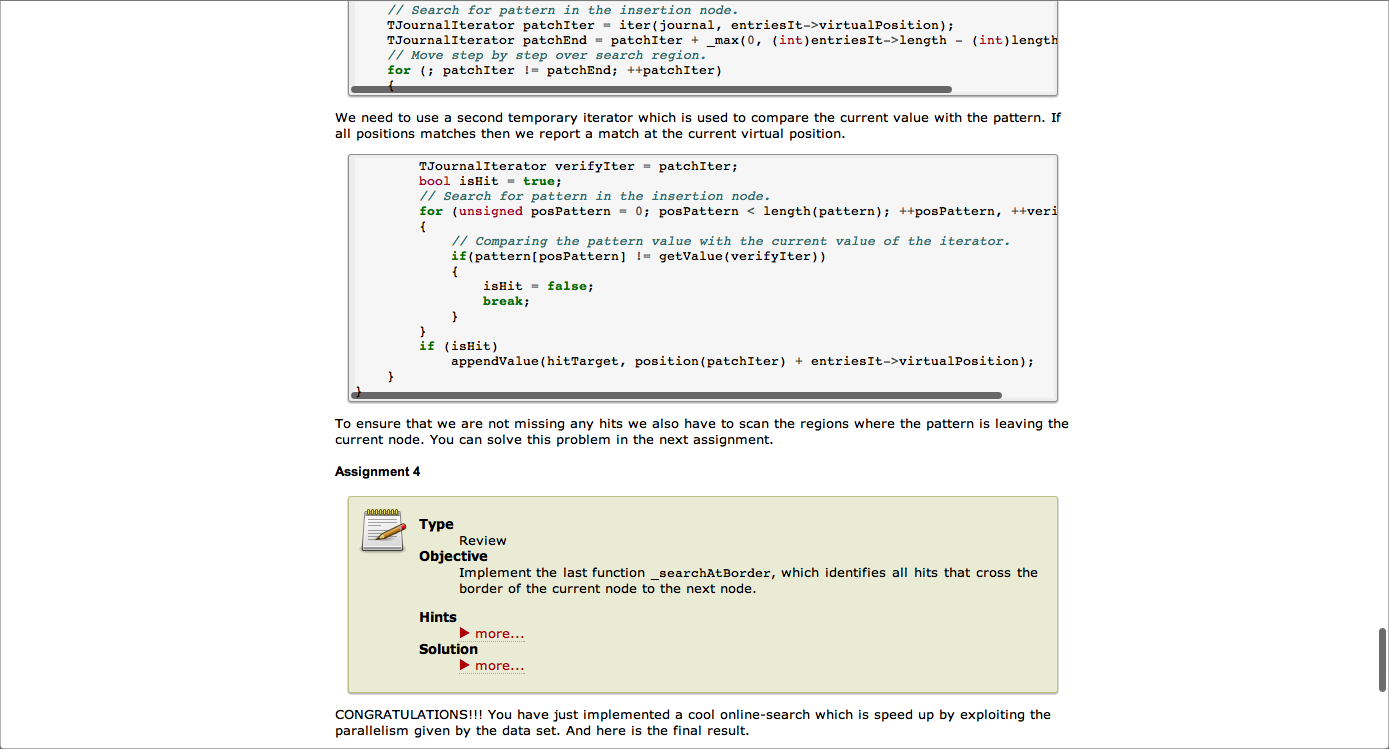 // Search for pattern in the insertion node.
TJournalIterator patchIter = iter(journal, entriesIt->virtualPosition);
TJournalIterator patchEnd = patchIter + _max(0, (int)entriesIt->length - (int)length
// Move step by step over search region.
for (; patchIter != patchEnd; ++patchIter)
{
We need to use a second temporary iterator which is used to compare the current value with the pattern. If
all positions matches then we report a match at the current virtual position.
TJournalIterator verifyIter = patchIter;
bool isHit = true;
// Search for pattern in the insertion node.
for (unsigned posPattern = 0; posPattern < length(pattern); ++posPattern, ++veri
{
// Comparing the pattern value with the current value of the iterator.
if(pattern[posPattern] != getValue(verifyIter))
{
isHit = false;
break;
}
}
if (isHit)
appendValue(hitTarget, position(patchIter) + entriesIt->virtualPosition);
}
}
To ensure that we are not missing any hits we also have to scan the regions where the pattern is leaving the
current node. You can solve this problem in the next assignment.
Assignment 4
Type
Review
Objective
Implement the last function _searchAtBorder, which identifies all hits that cross the
border of the current node to the next node.
Hints
more...
Solution
more...
CONGRATULATIONS!!! You have just implemented a cool online-search which is speed up by exploiting the
parallelism given by the data set. And here is the final result.